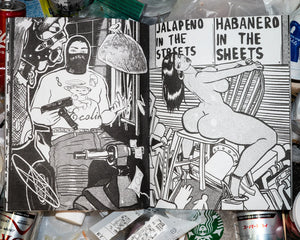 JALAPENO
IN THE
STREETS
HABANERO
IN THE
SHEETS